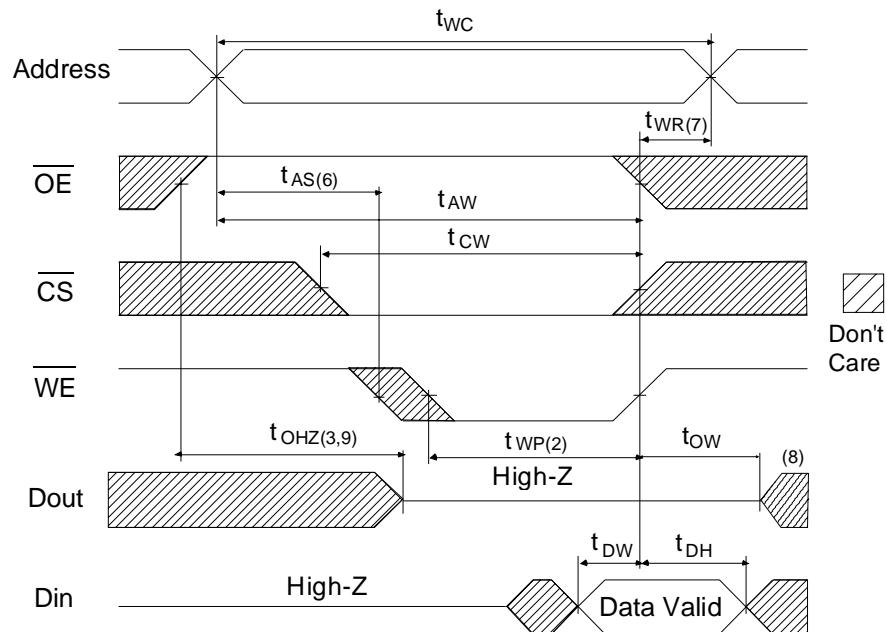 tWC
Address
tWR(7)
OE
tAS(6)
tAW
tCW
CS
Don't
Care
WE
tOHZ(3,9)
tWP(2)
tOW
(8)
High-Z
Dout
tDW
tDH
High-Z
Din
Data Valid